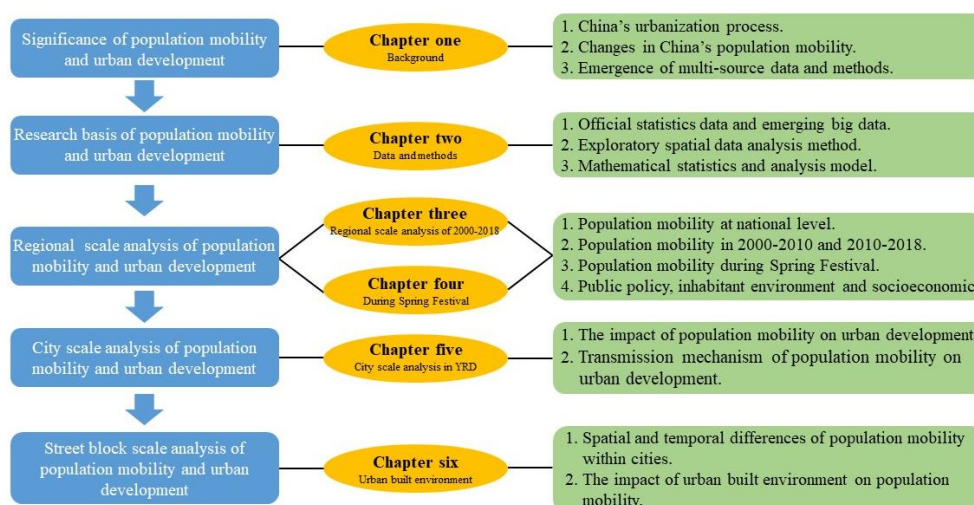 Significance of population mobility
and urban development
Chapter one
Background
1. China's urbanization process.
2. Changes in China's population mobility.
3. Emergence of multi-source data and methods.
Research basis of population mobility
and urban development
Chapter two
Data and methods
1. Official statistics data and emerging big data.
2. Exploratory spatial data analysis method.
3. Mathematical statistics and analysis model.
Regional scale analysis of population
mobility and urban development
Chapter three
Regional scale analysis of 2000-2018
Chapter four
During Spring Festival
1. Population mobility at national level.
2. Population mobility in 2000-2010 and 2010-2018.
3. Population mobility during Spring Festival.
4. Public policy, inhabitant environment and socioeconomic
City scale analysis of population
mobility and urban development
Chapter five
City scale analysis in YRD
1. The impact of population mobility on urban development
2. Transmission mechanism of population mobility on
urban development.
Street block scale analysis of
population mobility and urban
development
Chapter six
Urban built environment
1. Spatial and temporal differences of population mobility
within cities.
2. The impact of urban built environment on population
mobility.